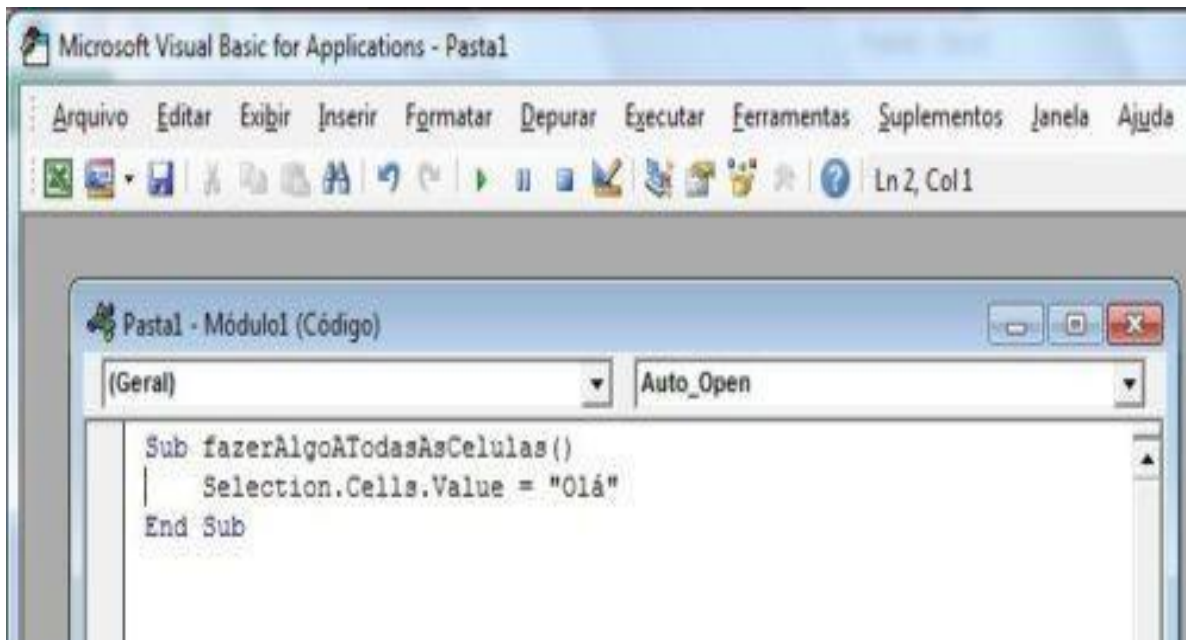 Microsoft Visual Basic for Applications - Pasta1
Arquivo Editar Exibir Inserir Formatar Depurar Executar Ferramentas Suplementos Janela Ajuda
Ln 2, Col 1
Pasta1 - Módulo1 (Código)
(Geral) Auto_Open
Sub fazerAlgoATodasAsCelulas()
Selection.Cells.Value = "Olá"
End Sub